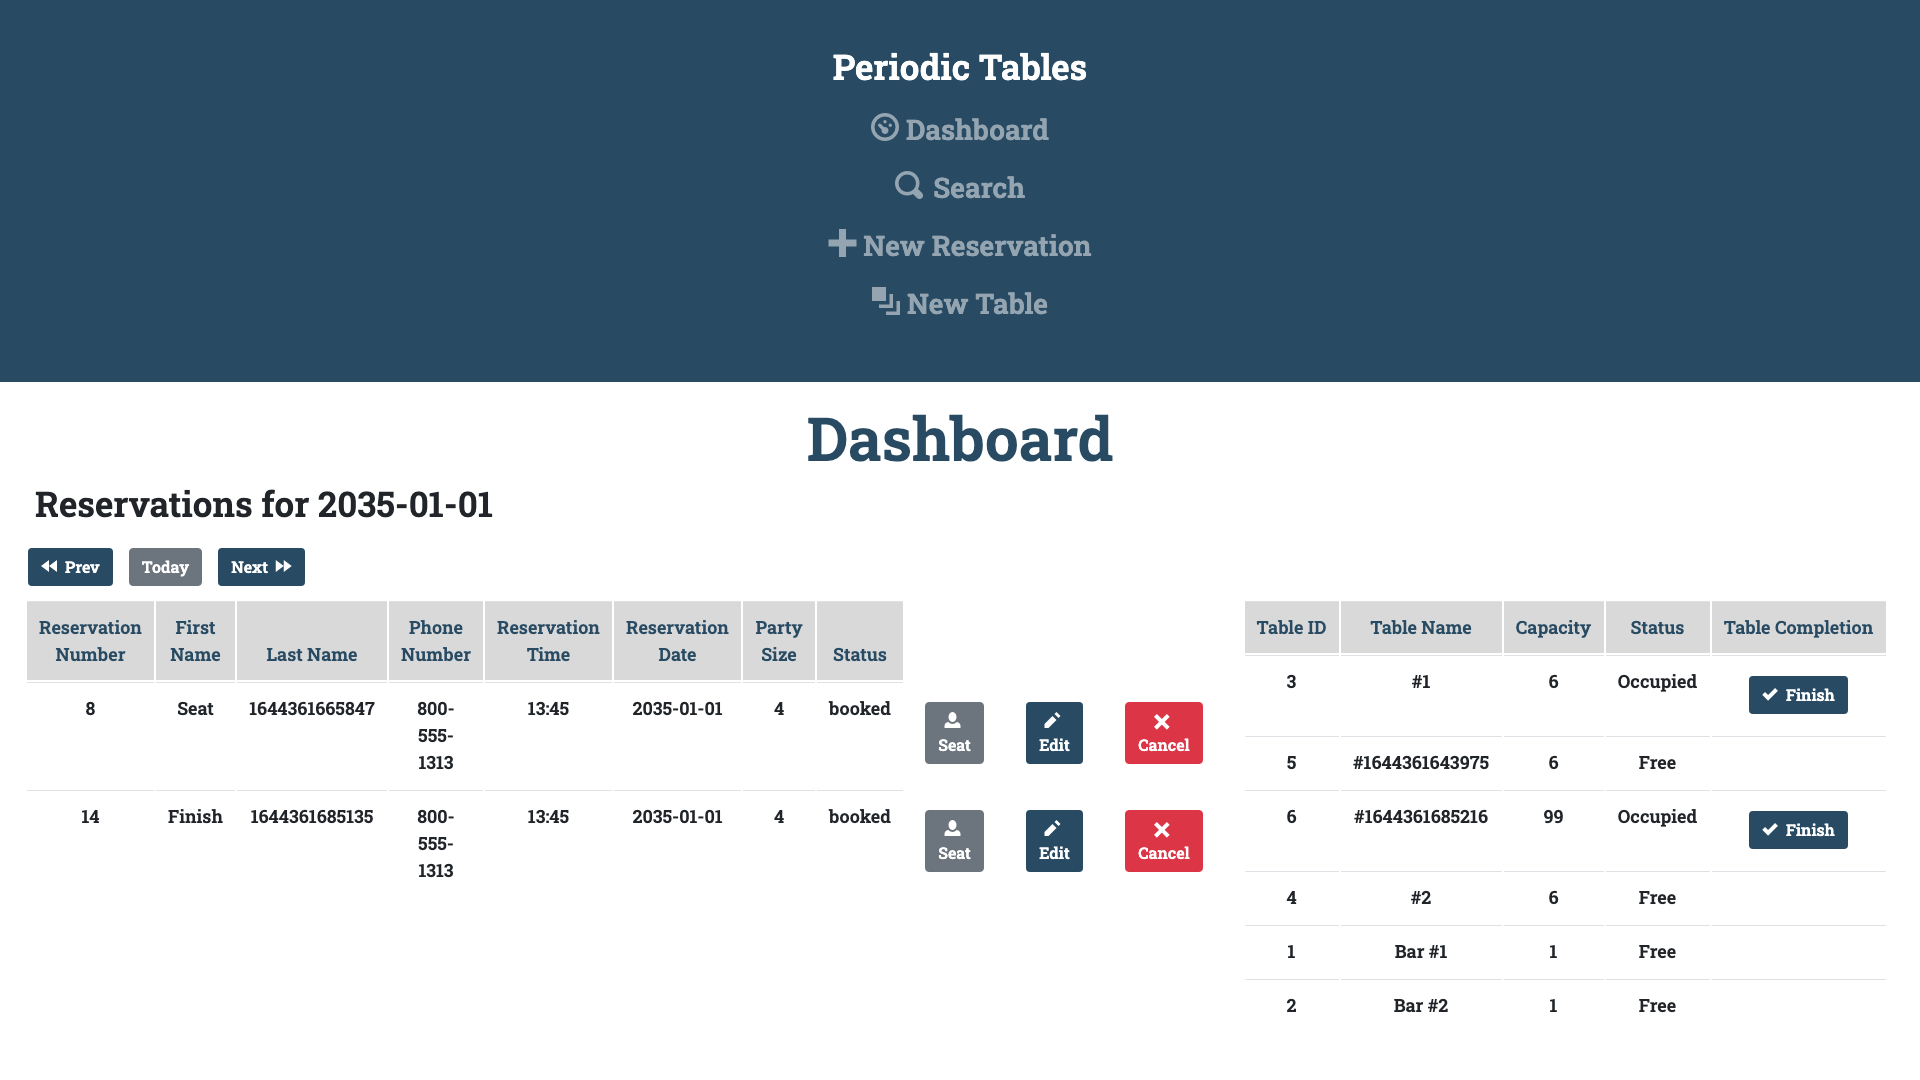 Periodic Tables
Dashboard
Search
New Reservation
New Table
Dashboard
Reservations for 2035-01-01
Prev Today Next
Reservation Number First Name Last Name Phone Number Reservation Time Reservation Date Party Size Status
8 Seat 1644361665847 800-555-1313 13:45 2035-01-01 4 booked Seat Edit Cancel
14 Finish 1644361685135 800-555-1313 13:45 2035-01-01 4 booked Seat Edit Cancel
Table ID Table Name Capacity Status Table Completion
3 #1 6 Occupied Finish
5 #1644361643975 6 Free
6 #1644361685216 99 Occupied Finish
4 #2 6 Free
1 Bar #1 1 Free
2 Bar #2 1 Free